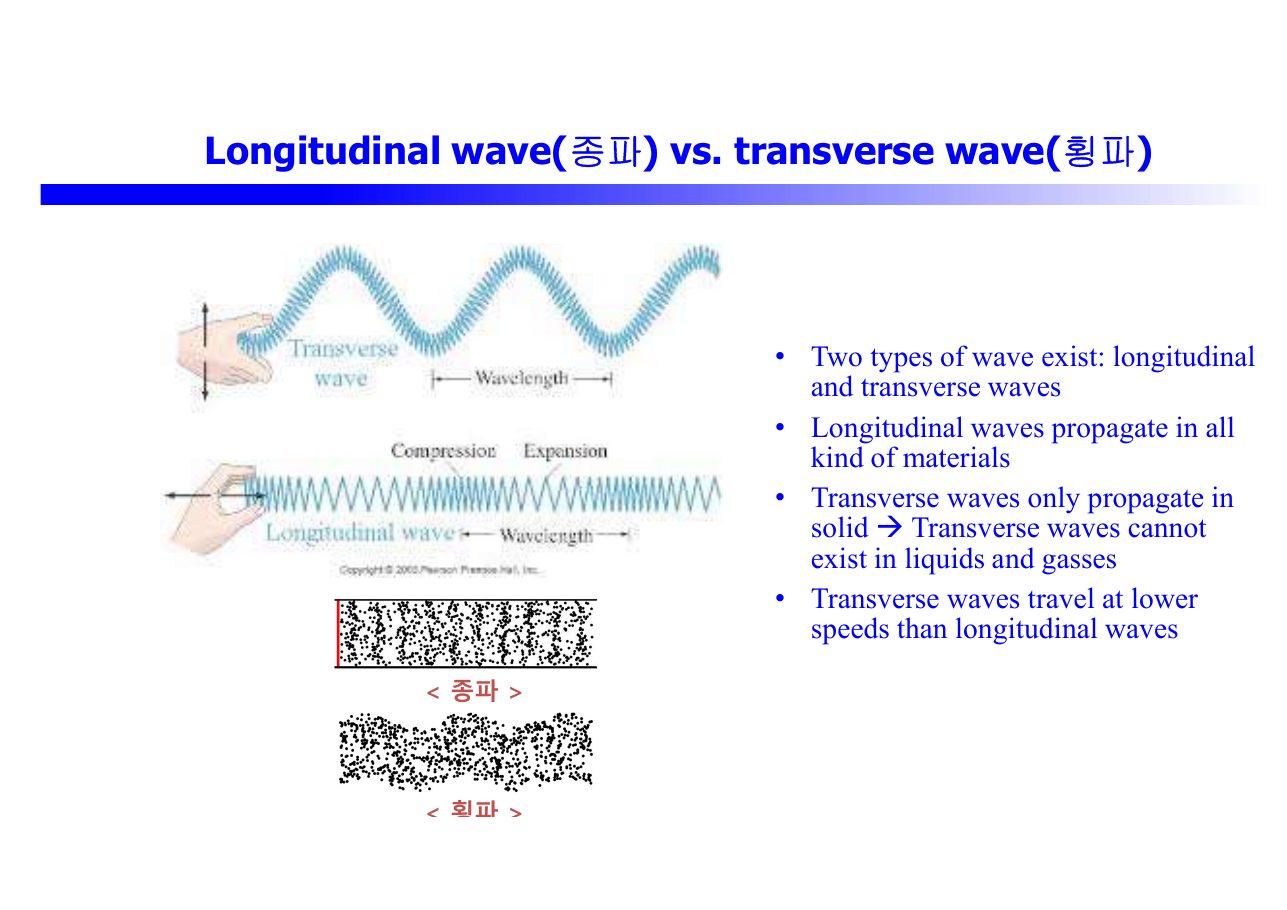 Longitudinal wave(종파) vs. transverse wave(횡파)
Transverse
wave
Wavelength
Compression Expansion
Longitudinal wave
Wavelength
Copyright © 2005 Pearson Prentice Hall, Inc.
< 종파 >
< 횡파 >
• Two types of wave exist: longitudinal
and transverse waves
• Longitudinal waves propagate in all
kind of materials
• Transverse waves only propagate in
solid → Transverse waves cannot
exist in liquids and gasses
• Transverse waves travel at lower
speeds than longitudinal waves